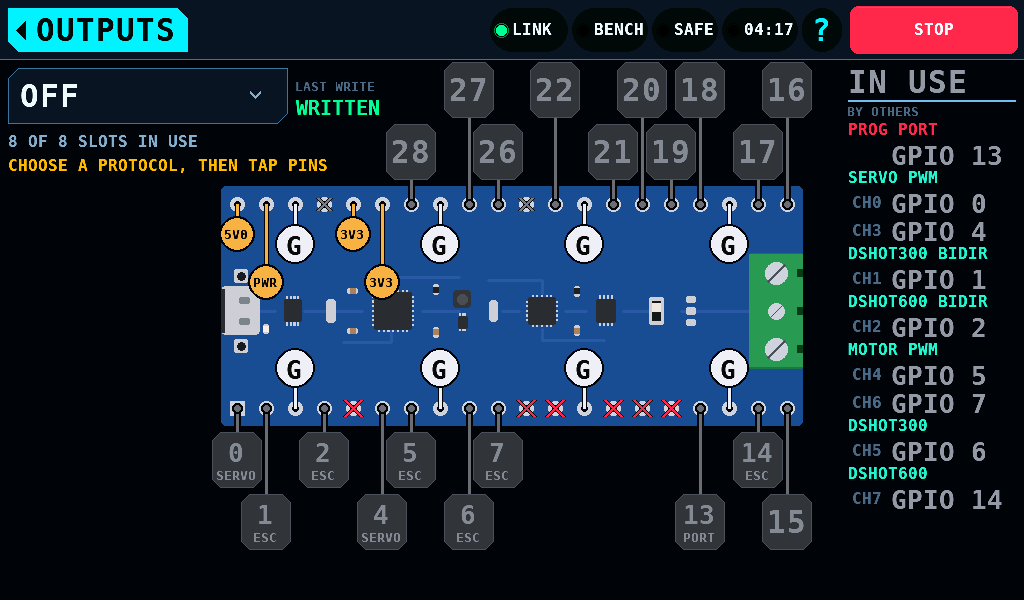 OUTPUTS
LINK
BENCH
SAFE
04:17
?
STOP
OFF
LAST WRITE
WRITTEN
8 OF 8 SLOTS IN USE
CHOOSE A PROTOCOL, THEN TAP PINS
27
22
20
18
16
28
26
21
19
17
5V0
G
3V3
G
G
G
PWR
3V3
G
G
G
G
0
SERVO
2
ESC
5
ESC
7
ESC
14
ESC
1
ESC
4
SERVO
6
ESC
13
PORT
15
IN USE
BY OTHERS
PROG PORT
GPIO 13
SERVO PWM
CH0 GPIO 0
CH3 GPIO 4
DSHOT300 BIDIR
CH1 GPIO 1
DSHOT600 BIDIR
CH2 GPIO 2
MOTOR PWM
CH4 GPIO 5
CH6 GPIO 7
DSHOT300
CH5 GPIO 6
DSHOT600
CH7 GPIO 14